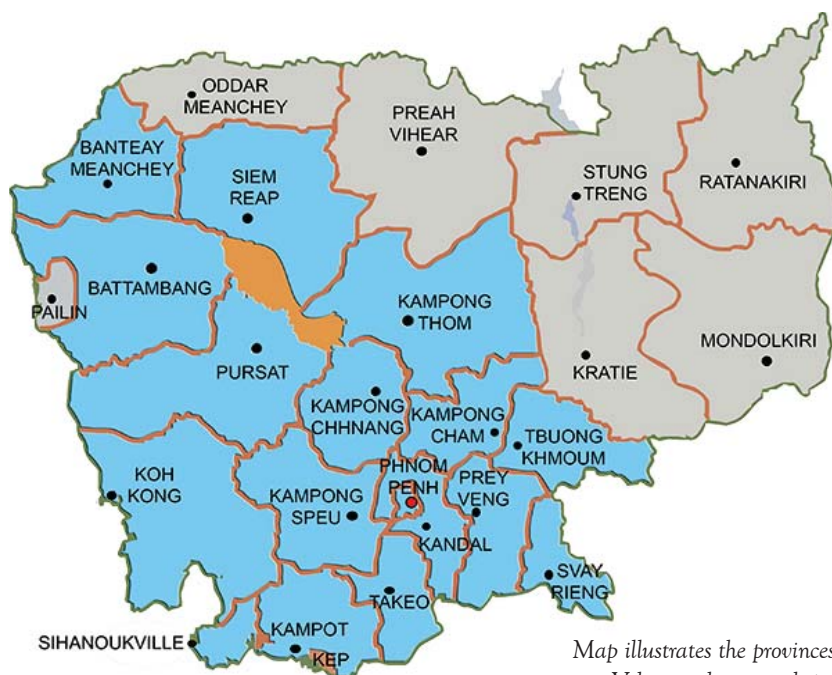 ODDAR
MEANCHEY
PREAH
VIHEAR
BANTEAY
MEANCHEY
SIEM
REAP
STUNG
TRENG
RATANAKIRI
BATTAMBANG
PAILIN
KAMPONG
THOM
PURSAT
KRATIE
MONDOLKIRI
KAMPONG
CHHNANG
KAMPONG
CHAM
TBUONG
KHMOUM
KOH
KONG
KAMPONG
SPEU
PHNOM
PENH
PREY
VENG
KANDAL
SVAY
RIENG
TAKEO
SIHANOUKVILLE
KAMPOT
KEP
Map illustrates the provinces